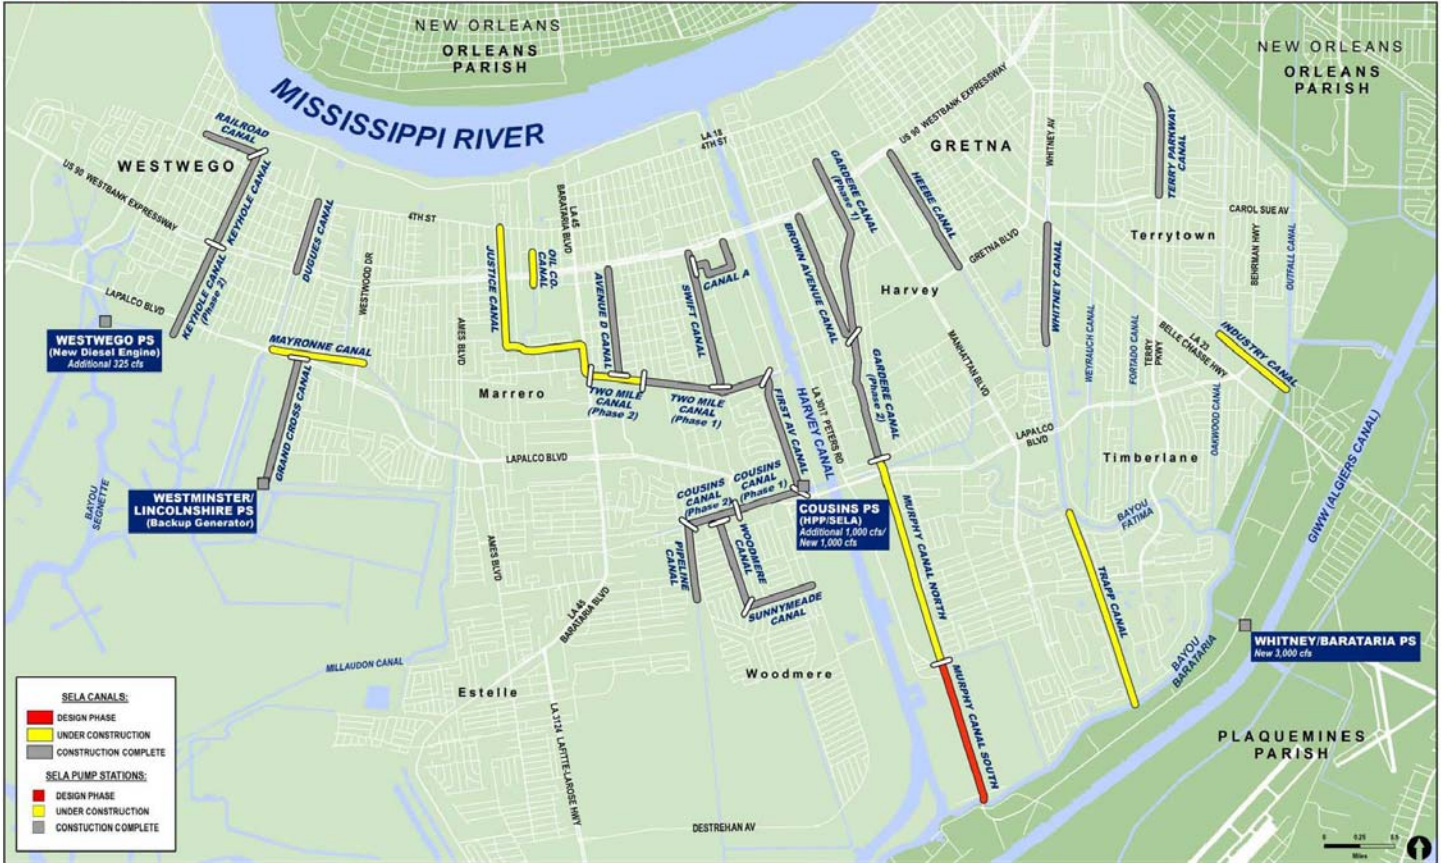 NEW ORLEANS
ORLEANS
PARISH
NEW ORLEANS
ORLEANS
PARISH
MISSISSIPPI RIVER
RAILROAD
CANAL
WESTWEGO
US 90 WESTBANK EXPRESSWAY
KEYHOLE CANAL
KEYHOLE CANAL
(Phase 2)
DUGUES CANAL
LAPALCO BLVD
WESTWOOD DR
4TH ST
WESTWEGO PS
(New Diesel Engine)
Additional 325 cfs
MAYRONNE CANAL
GRAND CROSS CANAL
WESTMINSTER/
LINCOLNSHIRE PS
(Backup Generator)
BAYOU
SEGNETTE
JUSTICE CANAL
OIL CO.
CANAL
LA 45
BARATARIA BLVD
AVENUE D CANAL
SWIFT CANAL
CANAL A
AMES BLVD
Marrero
TWO MILE
CANAL
(Phase 2)
TWO MILE
CANAL
(Phase 1)
FIRST AV CANAL
LA 18
4TH ST
US 90 WESTBANK EXPRESSWAY
GRETNA
WHITNEY AV
TERRY PARKWAY
CANAL
GARDERE CANAL
(Phase 1)
HEEBE CANAL
BROWN AVENUE CANAL
GRETNA BLVD
Harvey
WHITNEY CANAL
Terrytown
CAROL SUE AV
BEHRMAN HWY
OUTFALL CANAL
GARDERE CANAL
(Phase 2)
MANHATTAN BLVD
WEYRAUCH CANAL
FORTADO CANAL
TERRY
PKWY
LA 23
BELLE CHASSE HWY
INDUSTRY CANAL
OAKWOOD CANAL
LA 3017 PETERS RD
HARVEY CANAL
LAPALCO
BLVD
Timberlane
LAPALCO BLVD
COUSINS
CANAL
(Phase 2)
COUSINS
CANAL
(Phase 1)
COUSINS PS
(HPP/SELA)
Additional 1,000 cfs/
New 1,000 cfs
MURPHY CANAL NORTH
BAYOU
FATIMA
GIWW (ALGIERS CANAL)
AMES BLVD
LA 45
BARATARIA BLVD
PIPELINE
CANAL
WOODMERE
CANAL
SUNNYMEADE
CANAL
TRAPP CANAL
BAYOU
BARATARIA
WHITNEY/BARATARIA PS
New 3,000 cfs
MILLAUDON CANAL
Estelle
Woodmere
MURPHY CANAL SOUTH
LA 3124 LAFITTE-LAROSE HWY
DESTREHAN AV
PLAQUEMINES
PARISH
SELA CANALS:
DESIGN PHASE
UNDER CONSTRUCTION
CONSTRUCTION COMPLETE
SELA PUMP STATIONS:
DESIGN PHASE
UNDER CONSTRUCTION
CONSTUCTION COMPLETE
0 0.25 0.5
Miles